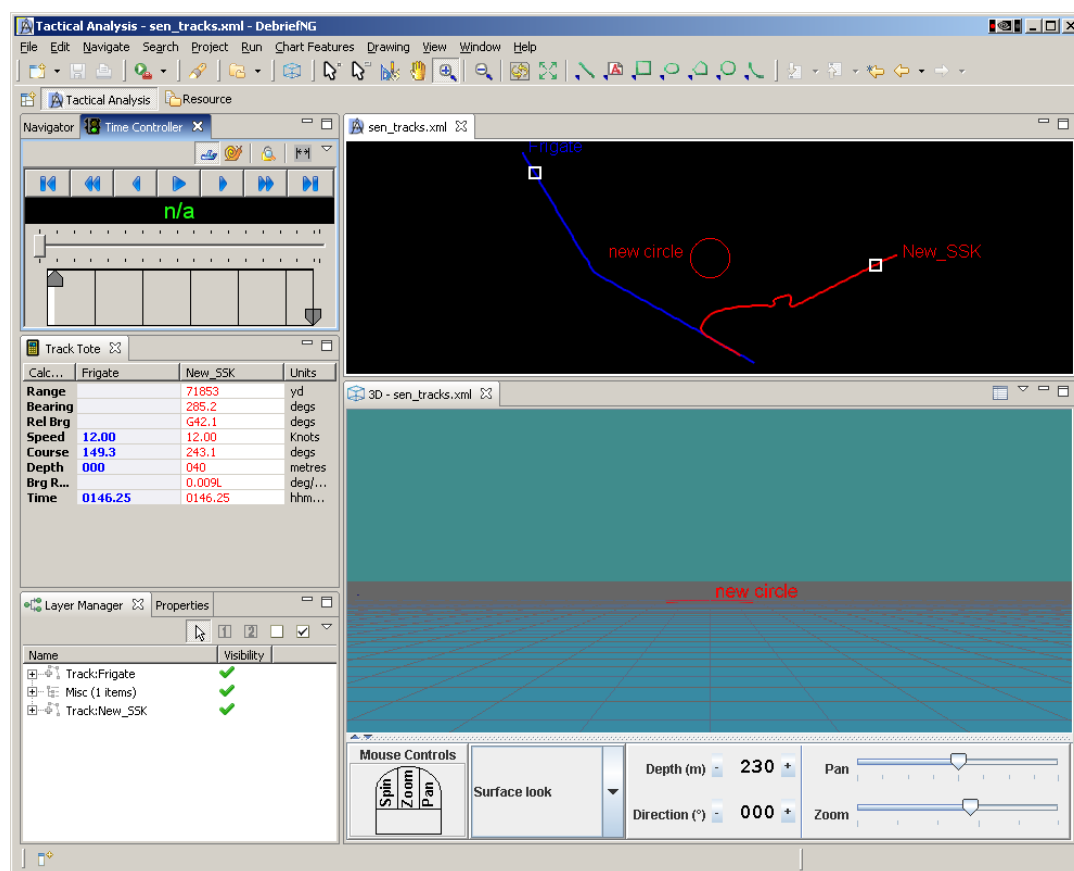 Tactical Analysis - sen_tracks.xml - DebriefNG
File Edit Navigate Search Project Run Chart Features Drawing View Window Help
Tactical Analysis Resource
Navigator Time Controller
n/a
Track Tote
Calc... Frigate New_SSK Units
Range 71853 yd
Bearing 285.2 degs
Rel Brg G42.1 degs
Speed 12.00 12.00 Knots
Course 149.3 243.1 degs
Depth 000 040 metres
Brg R... 0.009L deg/...
Time 0146.25 0146.25 hhm...
Layer Manager Properties
1 2
Name Visibility
Track:Frigate
Misc (1 items)
Track:New_SSK
sen_tracks.xml
Frigate
new circle
New_SSK
3D - sen_tracks.xml
new circle
Mouse Controls
Spin
Zoom
Pan
Surface look
Depth (m) - 230 +
Direction (°) - 000 +
Pan
Zoom